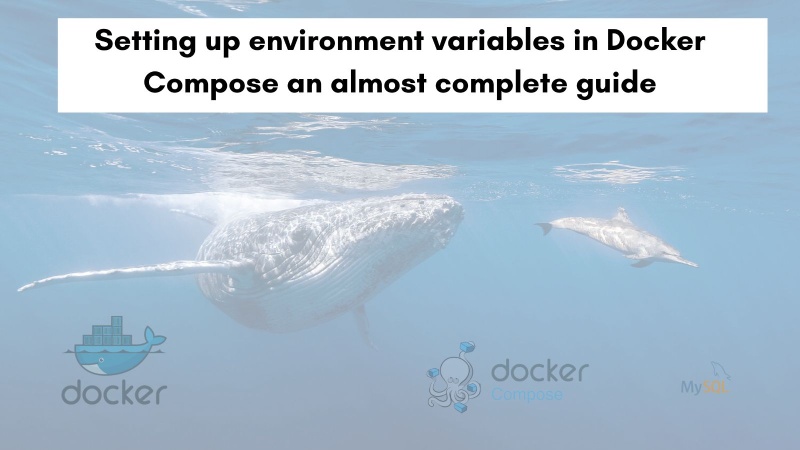 Setting up environment variables in Docker
Compose an almost complete guide
docker
docker
Compose
MySQL